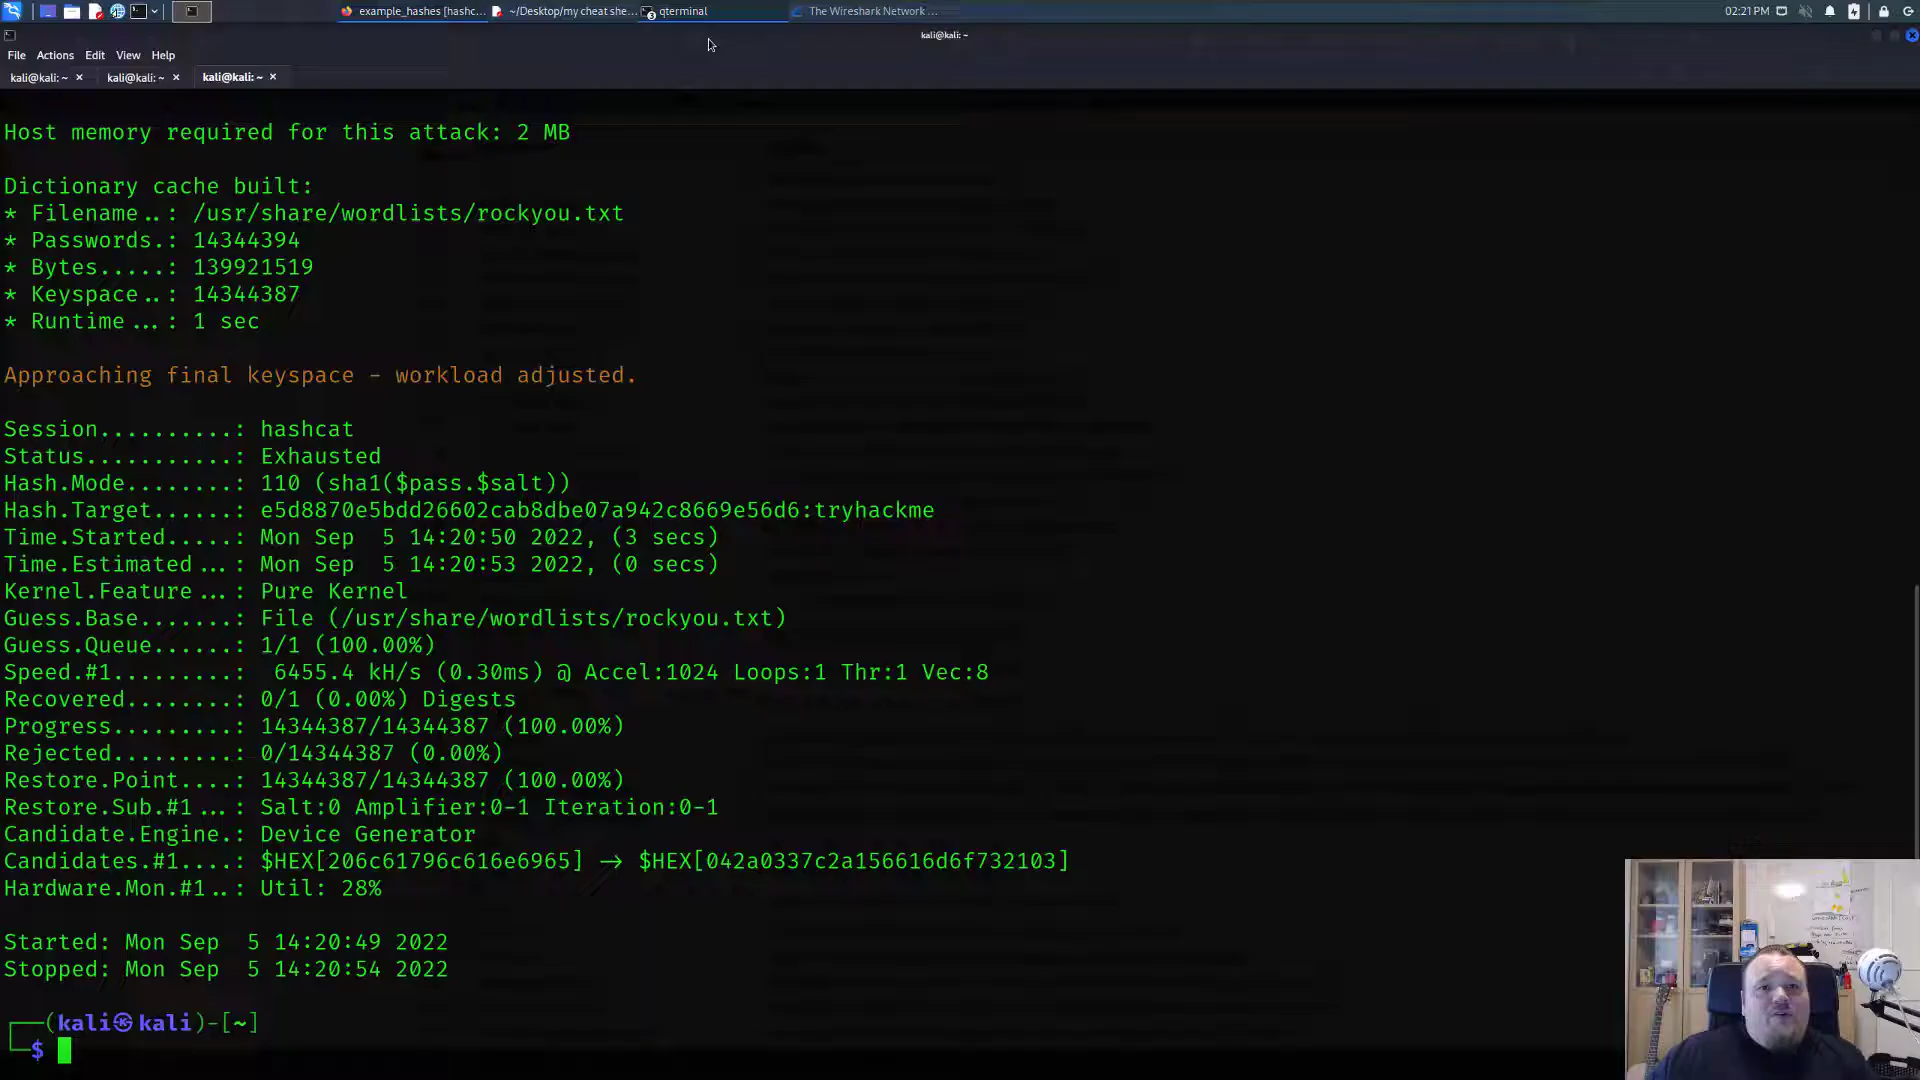 example_hashes [hashc...
~/Desktop/my cheat she...
qterminal
The Wireshark Network ...
02:21 PM
kali@kali: ~
File Actions Edit View Help
kali@kali: ~ × kali@kali: ~ × kali@kali: ~ ×
Host memory required for this attack: 2 MB
Dictionary cache built:
* Filename..: /usr/share/wordlists/rockyou.txt
* Passwords.: 14344394
* Bytes.....: 139921519
* Keyspace..: 14344387
* Runtime...: 1 sec
Approaching final keyspace - workload adjusted.
Session..........: hashcat
Status...........: Exhausted
Hash.Mode........: 110 (sha1($pass.$salt))
Hash.Target......: e5d8870e5bdd26602cab8dbe07a942c8669e56d6:tryhackme
Time.Started.....: Mon Sep  5 14:20:50 2022, (3 secs)
Time.Estimated...: Mon Sep  5 14:20:53 2022, (0 secs)
Kernel.Feature...: Pure Kernel
Guess.Base.......: File (/usr/share/wordlists/rockyou.txt)
Guess.Queue......: 1/1 (100.00%)
Speed.#1.........:  6455.4 kH/s (0.30ms) @ Accel:1024 Loops:1 Thr:1 Vec:8
Recovered........: 0/1 (0.00%) Digests
Progress.........: 14344387/14344387 (100.00%)
Rejected.........: 0/14344387 (0.00%)
Restore.Point....: 14344387/14344387 (100.00%)
Restore.Sub.#1...: Salt:0 Amplifier:0-1 Iteration:0-1
Candidate.Engine.: Device Generator
Candidates.#1....: $HEX[206c61796c616e6965] -> $HEX[042a0337c2a156616d6f732103]
Hardware.Mon.#1..: Util: 28%
Started: Mon Sep  5 14:20:49 2022
Stopped: Mon Sep  5 14:20:54 2022
┌──(kali㉿kali)-[~]
└─$